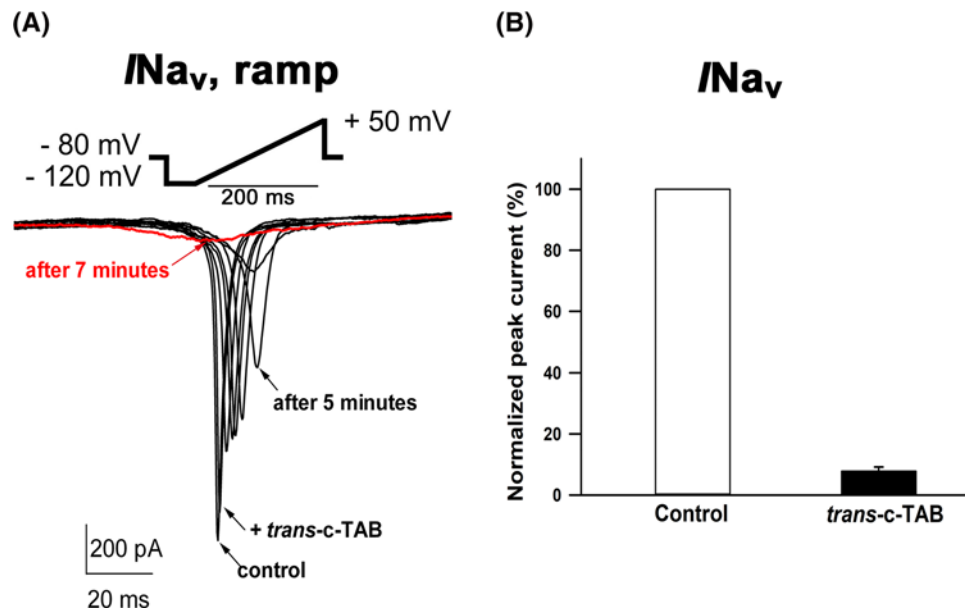 (A)
INaᵥ, ramp
- 80 mV
- 120 mV
+ 50 mV
200 ms
after 7 minutes
after 5 minutes
+ trans-c-TAB
control
200 pA
20 ms
(B)
INaᵥ
Normalized peak current (%)
100
80
60
40
20
0
Control
trans-c-TAB